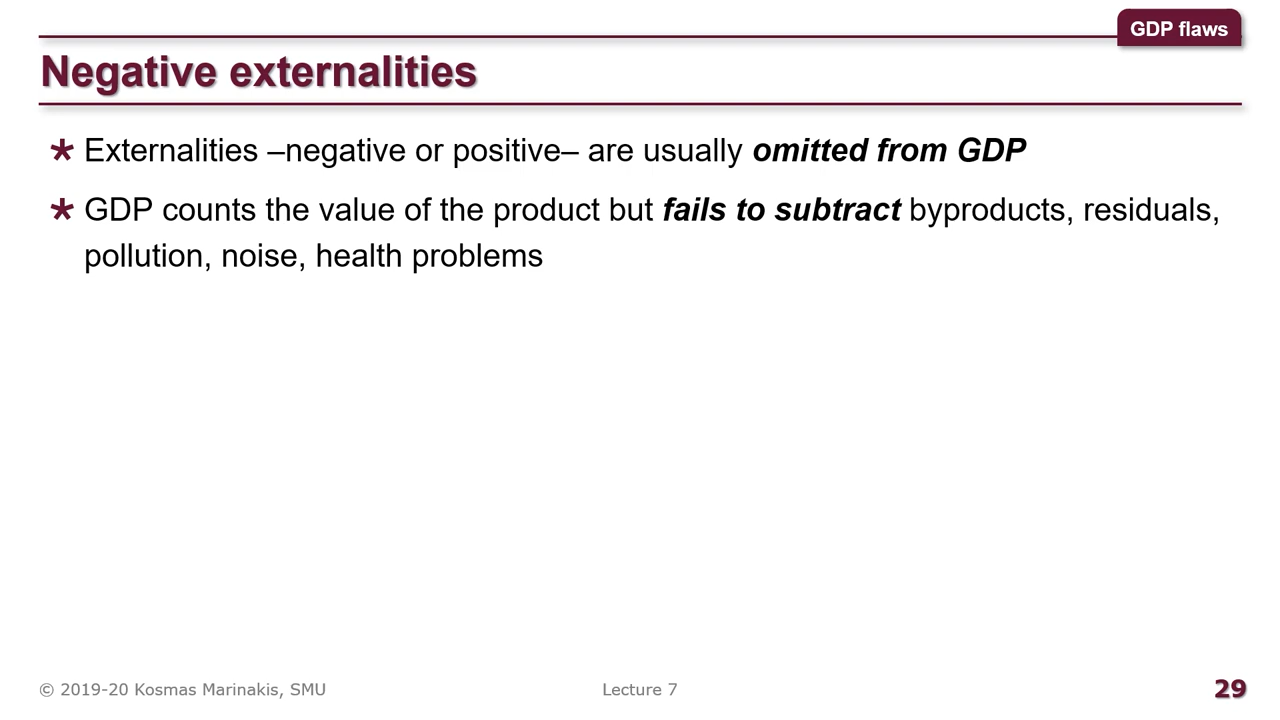 GDP flaws
Negative externalities
* Externalities –negative or positive– are usually omitted from GDP
* GDP counts the value of the product but fails to subtract byproducts, residuals,
pollution, noise, health problems
© 2019-20 Kosmas Marinakis, SMU
Lecture 7
29